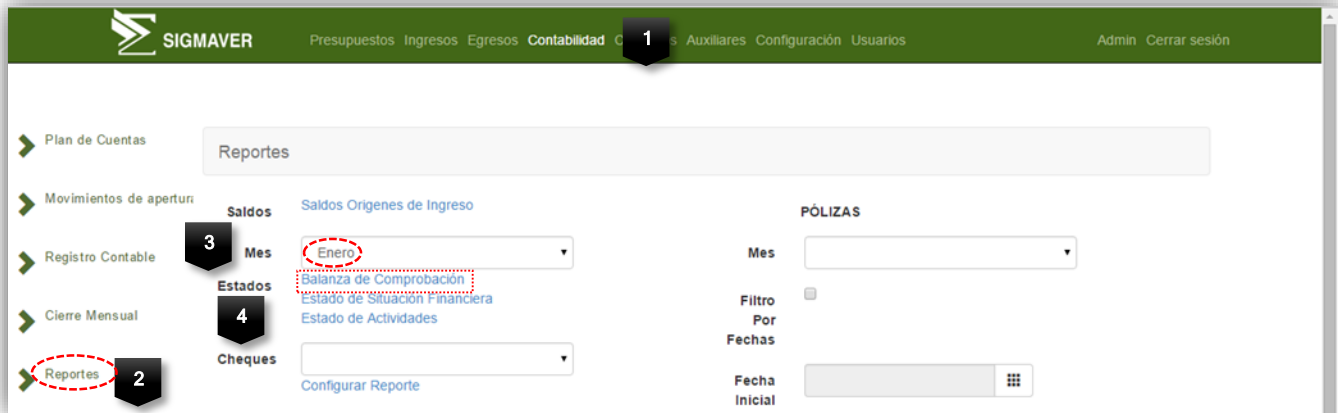 SIGMAVER
Presupuestos Ingresos Egresos Contabilidad
1
Auxiliares Configuración Usuarios
Admin Cerrar sesión
Plan de Cuentas
Movimientos de apertura
Registro Contable
Cierre Mensual
Reportes
2
Reportes
Saldos
Saldos Origenes de Ingreso
3
Mes
Enero
Estados
Balanza de Comprobación
Estado de Situación Financiera
Estado de Actividades
4
Cheques
Configurar Reporte
PÓLIZAS
Mes
Filtro
Por
Fechas
Fecha
Inicial